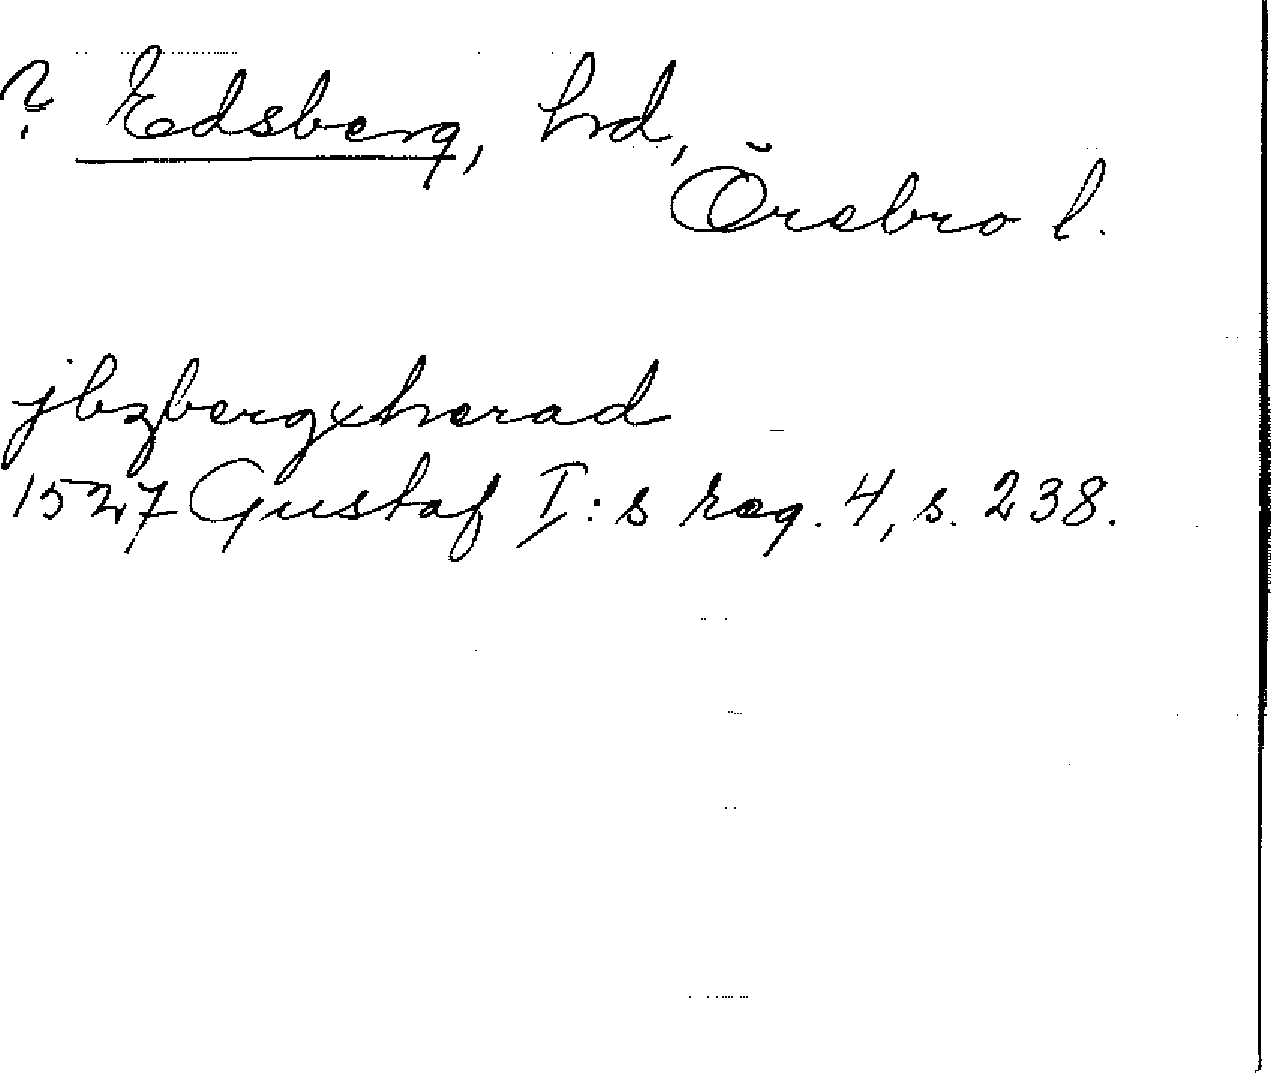 ? Edsberg, hd,
Örebro l.
jbzbergxherad
1527 Gustaf I:s reg. 4, s. 238.